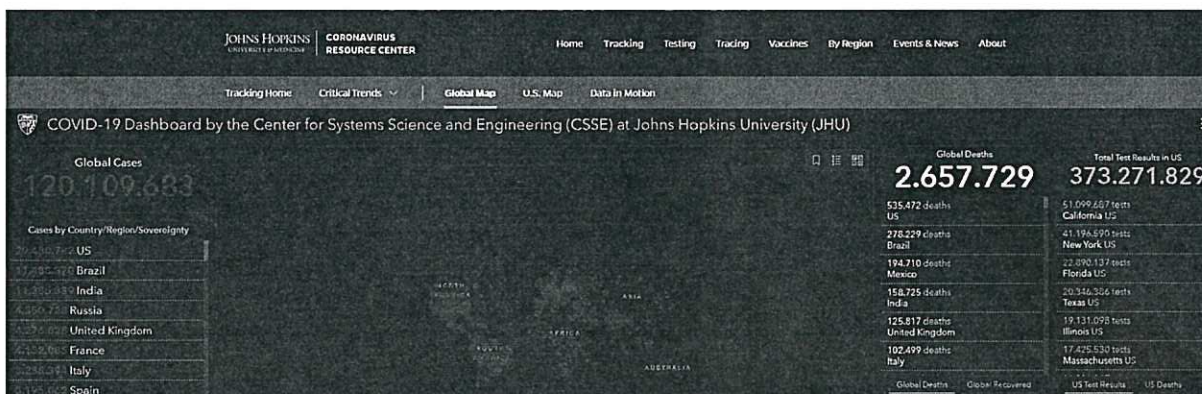 JOHNS HOPKINS
UNIVERSITY & MEDICINE
CORONAVIRUS
RESOURCE CENTER
Home Tracking Testing Tracing Vaccines By Region Events & News About
Tracking Home Critical Trends Global Map U.S. Map Data in Motion
COVID-19 Dashboard by the Center for Systems Science and Engineering (CSSE) at Johns Hopkins University (JHU)
Global Cases
120.109.683
Cases by Country/Region/Sovereignty
US
Brazil
India
Russia
United Kingdom
France
Italy
Spain
NORTH
AMERICA
ASIA
AFRICA
SOUTH
AUSTRALIA
Global Deaths
2.657.729
535.472 deaths
US
278.229 deaths
Brazil
194.710 deaths
Mexico
158.725 deaths
India
125.817 deaths
United Kingdom
102.499 deaths
Italy
Global Deaths Global Recovered
Total Test Results in US
373.271.829
51.099.687 tests
California US
41.196.590 tests
New York US
22.890.137 tests
Florida US
20.346.386 tests
Texas US
19.131.098 tests
Illinois US
17.425.530 tests
Massachusetts US
US Test Results US Deaths